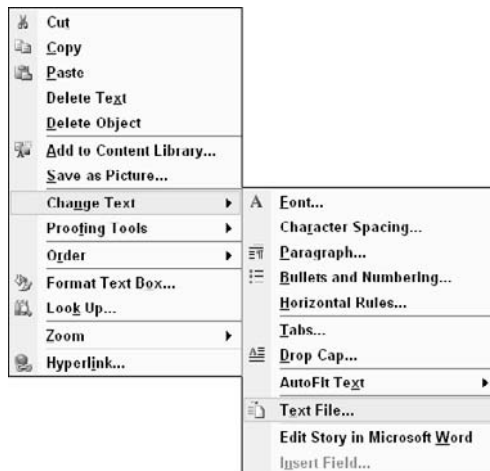 Cut
Copy
Paste
Delete Text
Delete Object
Add to Content Library...
Save as Picture...
Change Text
Proofing Tools
Order
Format Text Box...
Look Up...
Zoom
Hyperlink...
Font...
Character Spacing...
Paragraph...
Bullets and Numbering...
Horizontal Rules...
Tabs...
Drop Cap...
AutoFit Text
Text File...
Edit Story in Microsoft Word
Insert Field...